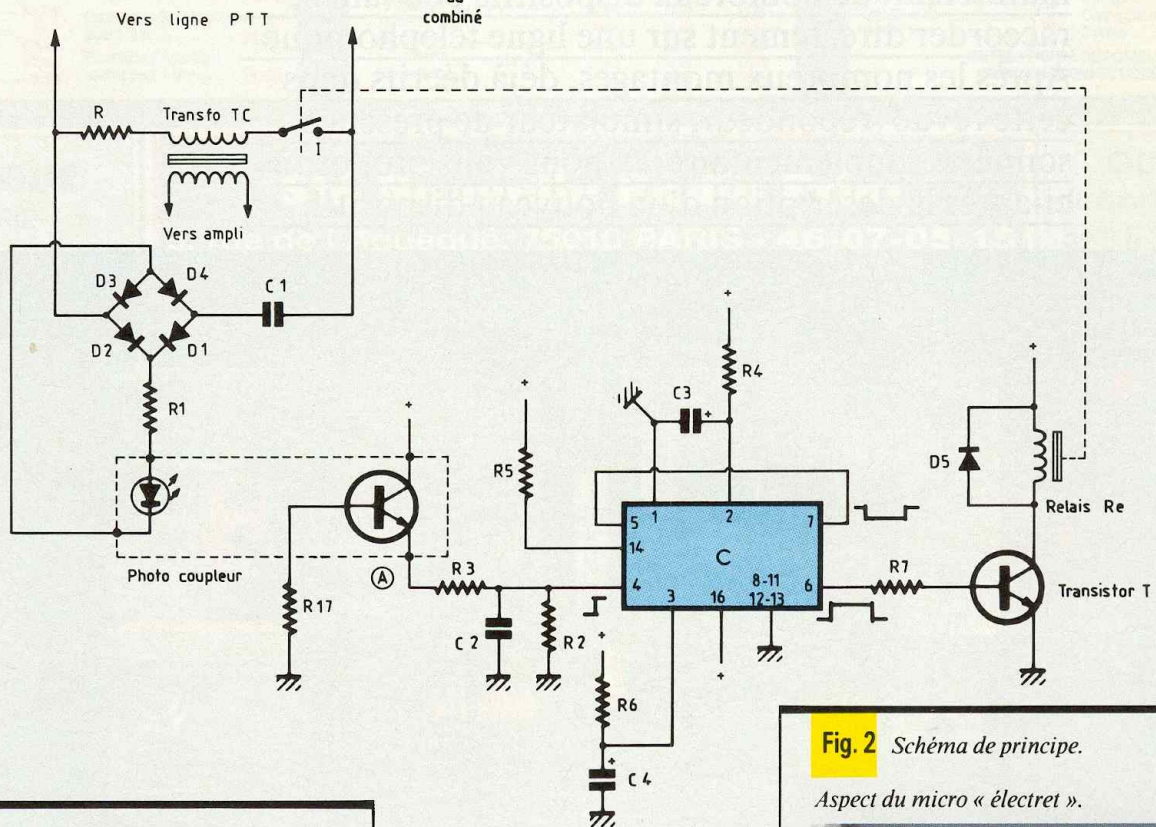 Vers ligne PTT
combiné
R
Transfo TC
I
Vers ampli
D3
D4
C1
D2
D1
R1
+
+
R4
C3
+
+
+
R5
D5
5
1
2
7
Relais Re
14
C
Photo coupleur
A
R3
4
3
16
8-11
12-13
6
R7
Transistor T
R17
C2
R2
+
+
R6
+
C4
Fig. 2 Schéma de principe.
Aspect du micro « électret ».